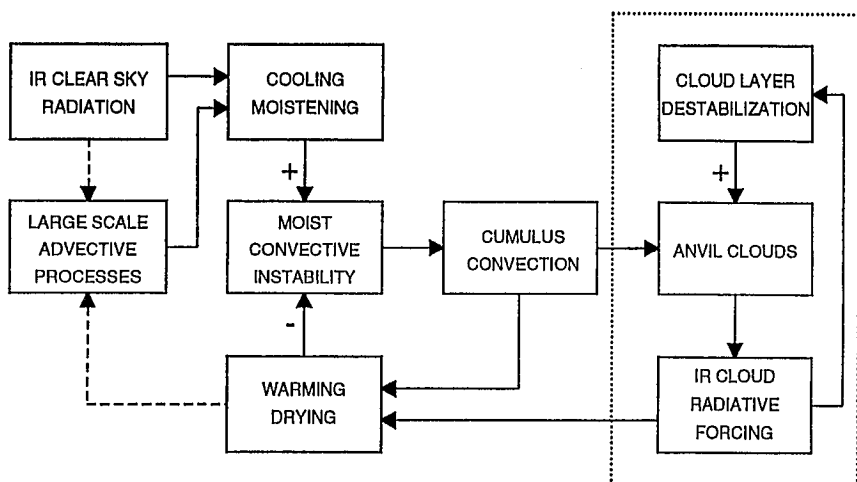 IR CLEAR SKY
RADIATION
COOLING
MOISTENING
CLOUD LAYER
DESTABILIZATION
+
+
LARGE SCALE
ADVECTIVE
PROCESSES
MOIST
CONVECTIVE
INSTABILITY
CUMULUS
CONVECTION
ANVIL CLOUDS
-
WARMING
DRYING
IR CLOUD
RADIATIVE
FORCING